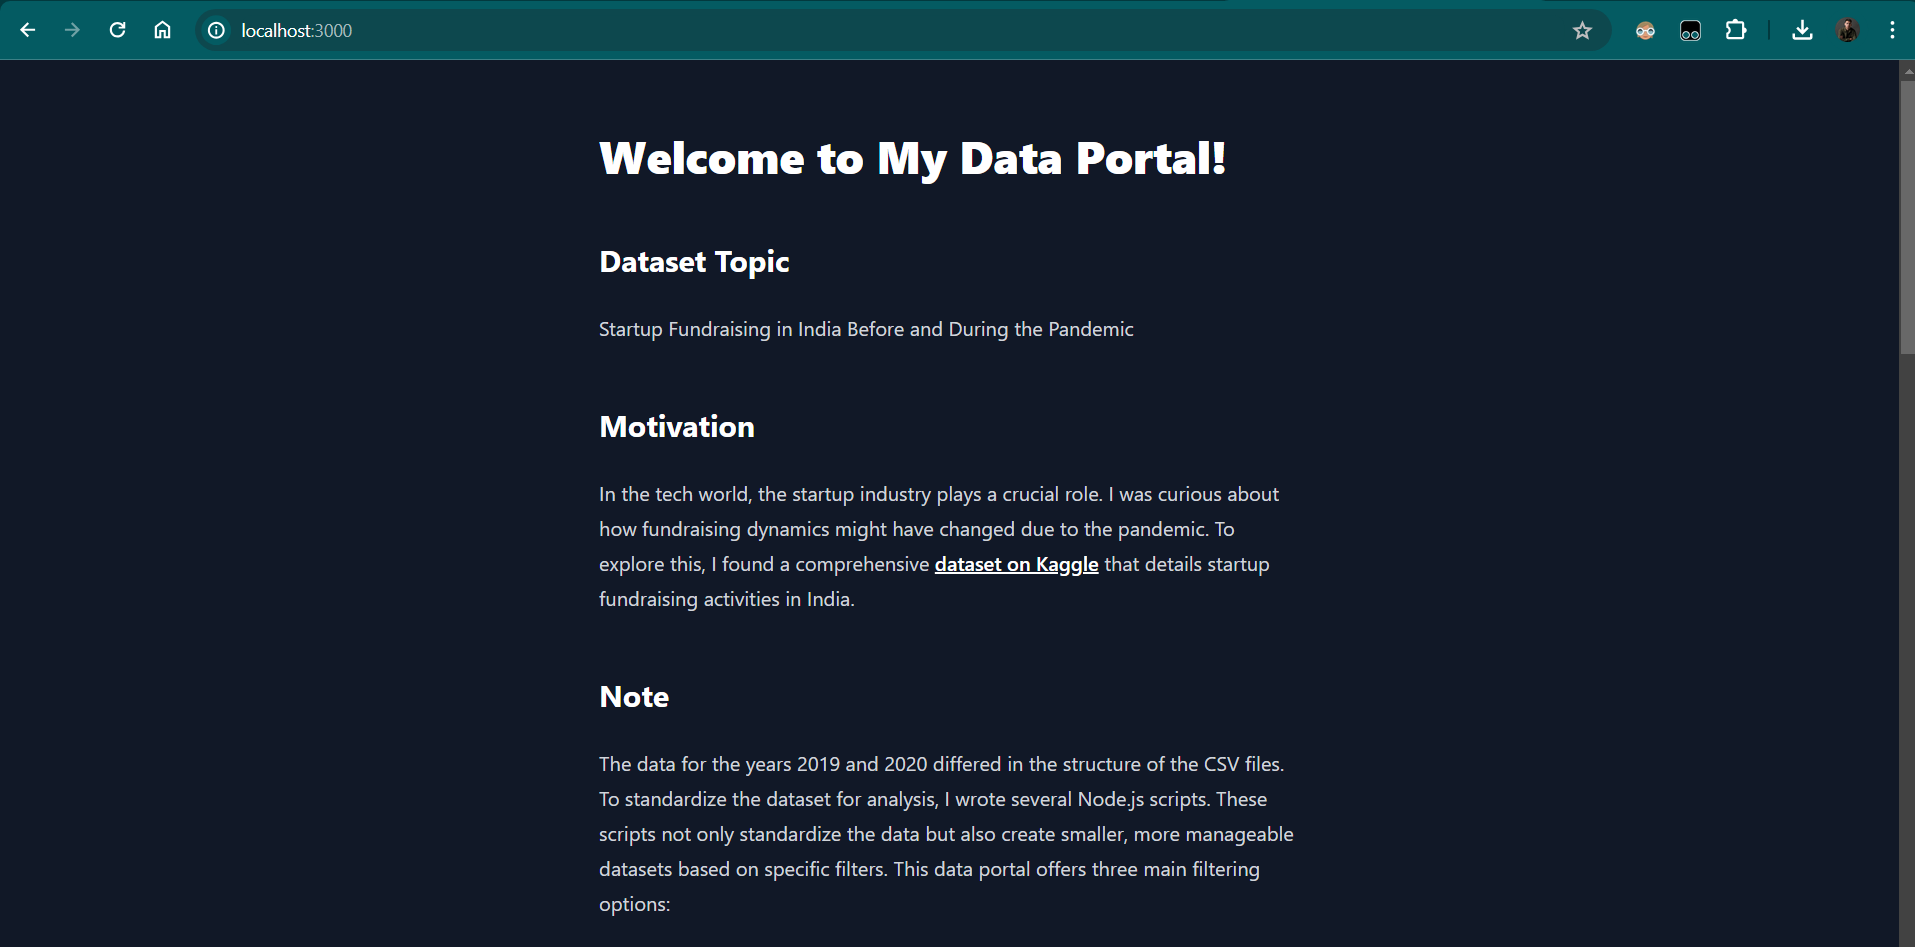 localhost:3000
Welcome to My Data Portal!
Dataset Topic
Startup Fundraising in India Before and During the Pandemic
Motivation
In the tech world, the startup industry plays a crucial role. I was curious about
how fundraising dynamics might have changed due to the pandemic. To
explore this, I found a comprehensive dataset on Kaggle that details startup
fundraising activities in India.
Note
The data for the years 2019 and 2020 differed in the structure of the CSV files.
To standardize the dataset for analysis, I wrote several Node.js scripts. These
scripts not only standardize the data but also create smaller, more manageable
datasets based on specific filters. This data portal offers three main filtering
options: